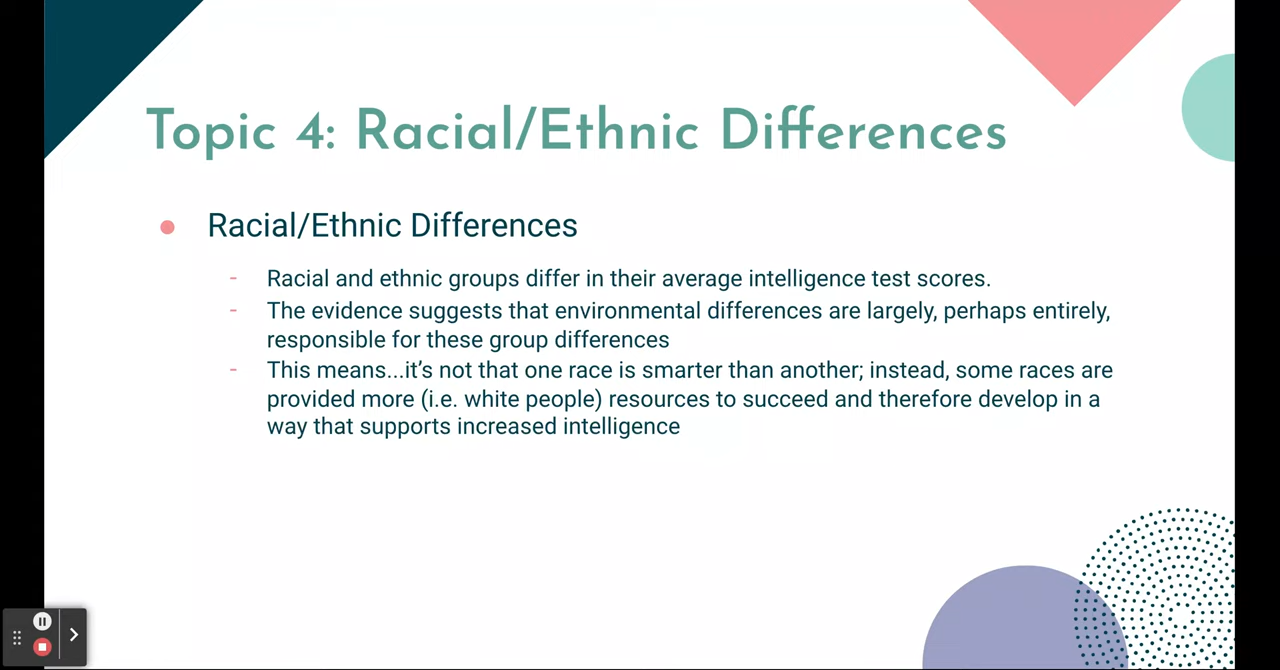 Topic 4: Racial/Ethnic Differences
● Racial/Ethnic Differences
- Racial and ethnic groups differ in their average intelligence test scores.
- The evidence suggests that environmental differences are largely, perhaps entirely,
responsible for these group differences
- This means...it’s not that one race is smarter than another; instead, some races are
provided more (i.e. white people) resources to succeed and therefore develop in a
way that supports increased intelligence